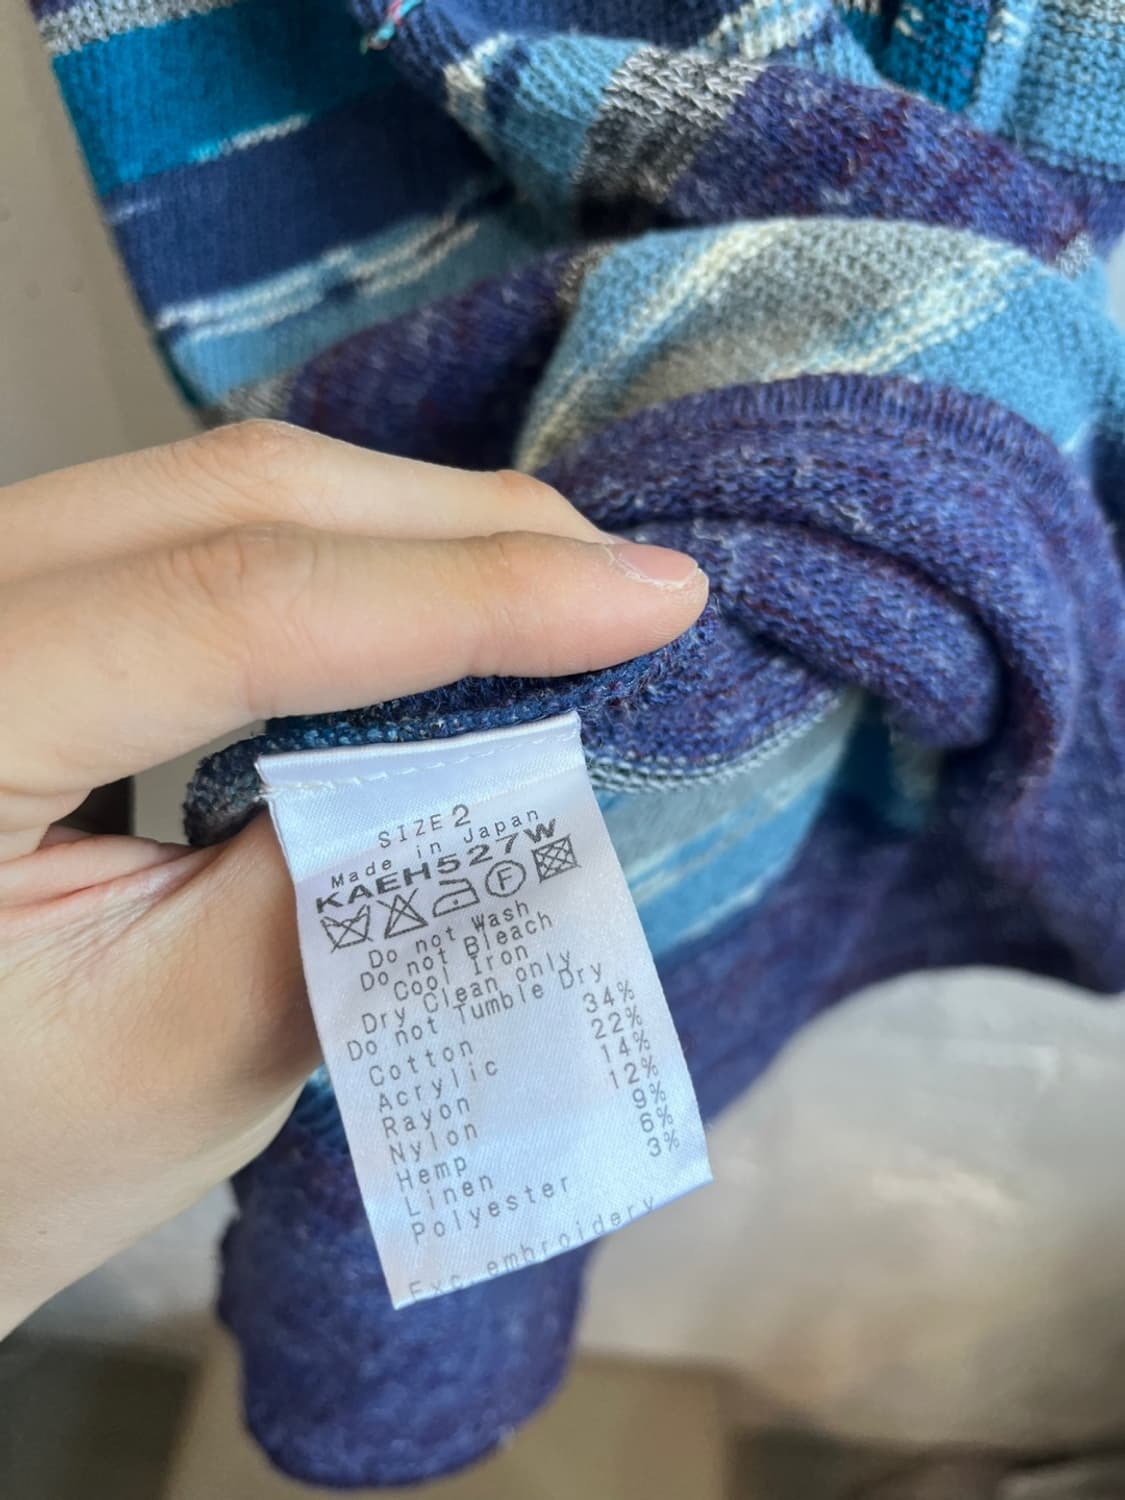 SIZE 2
Made in Japan
KAEH527W
F
Do not Wash
Do not Bleach
Cool Iron
Dry Clean only
Do not Tumble Dry
Cotton 34%
Acrylic 22%
Rayon 14%
Nylon 12%
Hemp 9%
Linen 6%
Polyester 3%
Exc. embroidery